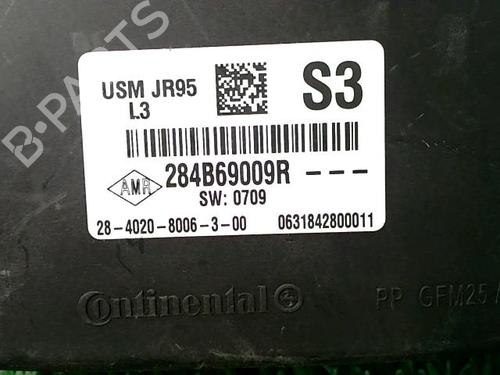 B-PARTS
USM JR95
L3
S3
284B69009R ---
AMR
SW: 0709
28-4020-8006-3-00
0631842800011
Continental
PP GFM25